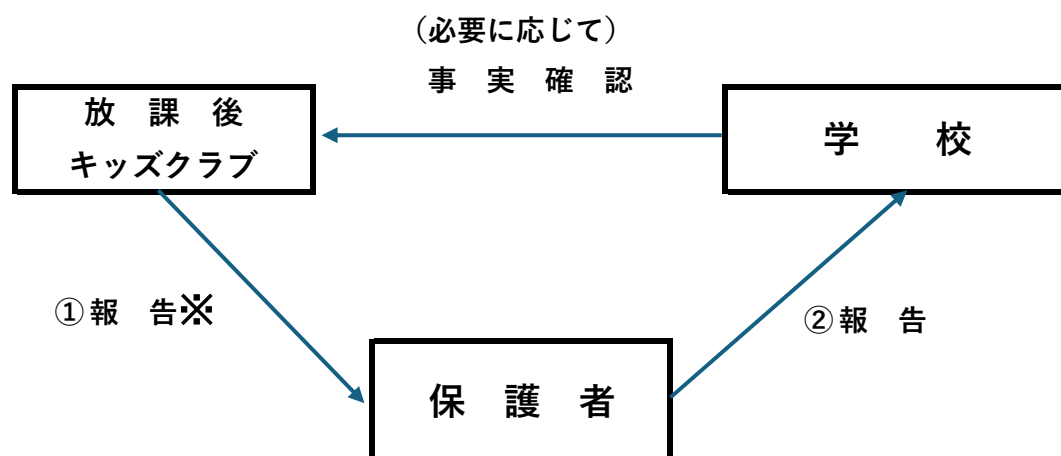 （必要に応じて）
事　実　確　認
放　課　後
キッズクラブ
学　　校
①報　告※
②報　告
保　護　者